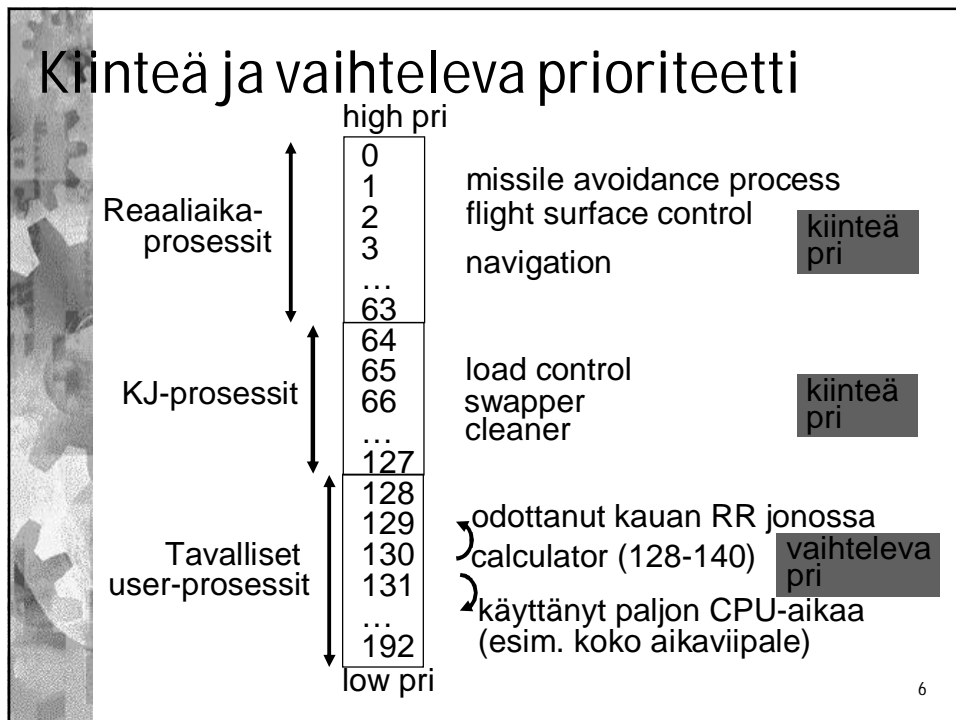 Kiinteä ja vaihteleva prioriteetti
high pri
Reaaliaika-
prosessit
0
1
2
3
…
63
missile avoidance process
flight surface control
navigation
kiinteä
pri
KJ-prosessit
64
65
66
…
127
load control
swapper
cleaner
kiinteä
pri
Tavalliset
user-prosessit
128
129
130
131
…
192
odottanut kauan RR jonossa
calculator (128-140)
vaihteleva
pri
käyttänyt paljon CPU-aikaa
(esim. koko aikaviipale)
low pri
6